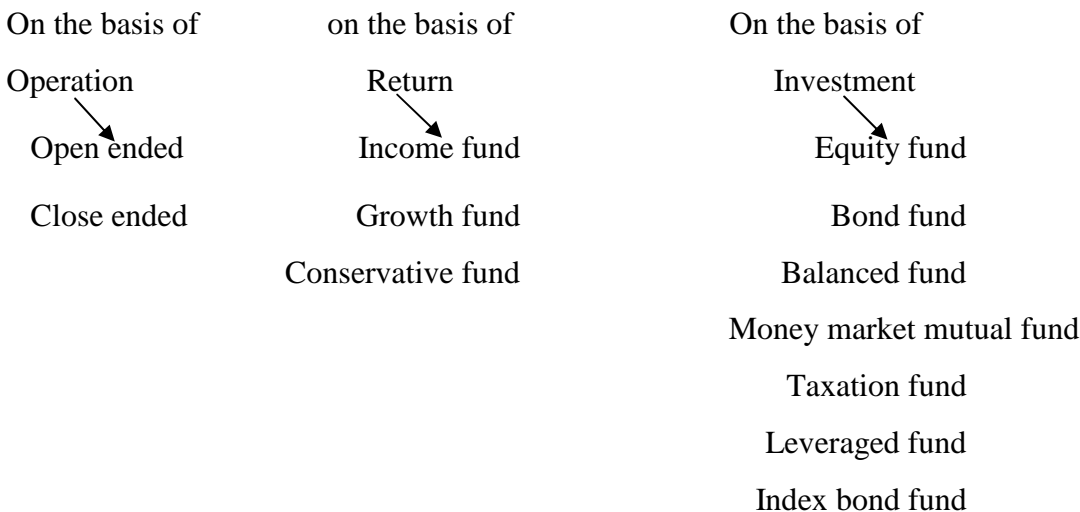 On the basis of on the basis of On the basis of
Operation Return Investment
Open ended Income fund Equity fund
Close ended Growth fund Bond fund
Conservative fund Balanced fund
Money market mutual fund
Taxation fund
Leveraged fund
Index bond fund